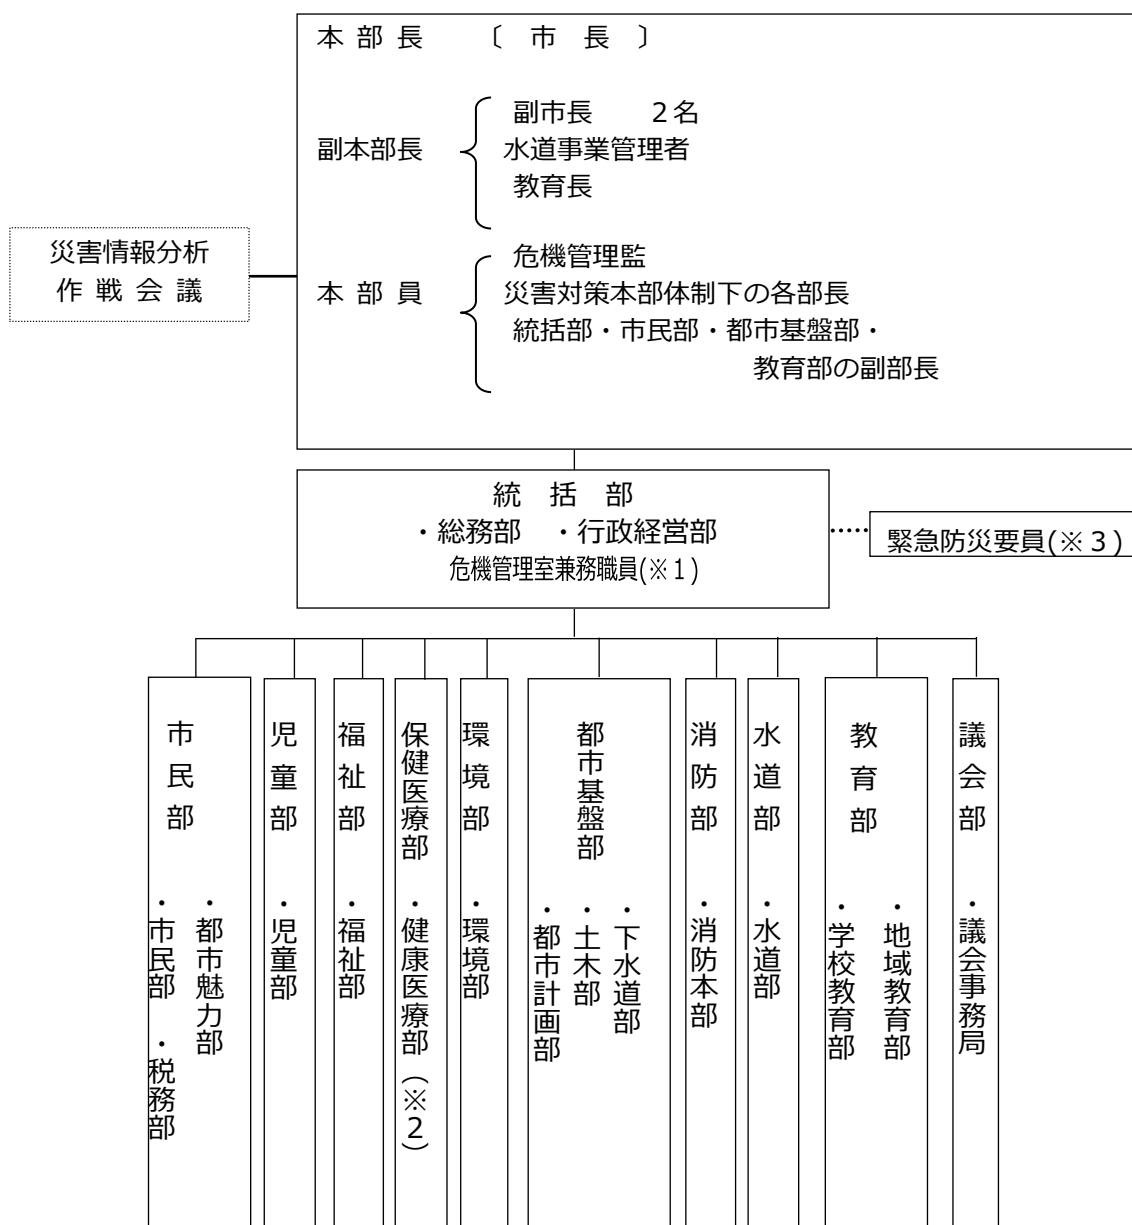 本部長 〔 市 長 〕
副市長 2名
副本部長 水道事業管理者
教育長
災害情報分析
作戦会議
危機管理監
本部員 災害対策本部体制下の各部長
統括部・市民部・都市基盤部・
教育部の副部長
統 括 部
・総務部 ・行政経営部
危機管理室兼務職員(※1)
緊急防災要員(※3)
市民部
・都市魅力部
・市民部 ・税務部
児童部 ・児童部
福祉部 ・福祉部
保健医療部 ・健康医療部(※2)
環境部 ・環境部
都市基盤部
・下水道部
・土木部
・都市計画部
消防部 ・消防本部
水道部 ・水道部
教育部
・地域教育部
・学校教育部
議会部 ・議会事務局